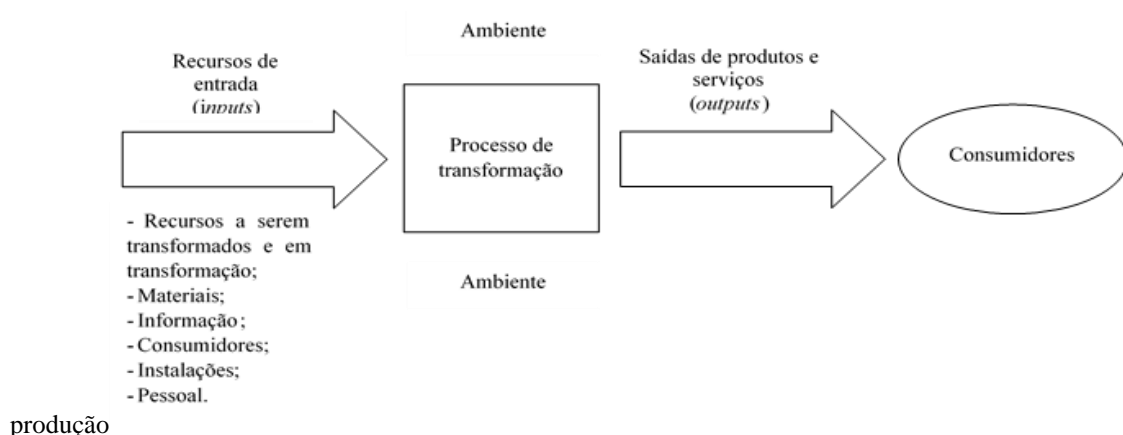 Ambiente
Recursos de
entrada
(inputs)
Saídas de produtos e
serviços
(outputs)
Processo de
transformação
Consumidores
- Recursos a serem
transformados e em
transformação;
- Materiais;
- Informação;
- Consumidores;
- Instalações;
- Pessoal.
Ambiente
produção